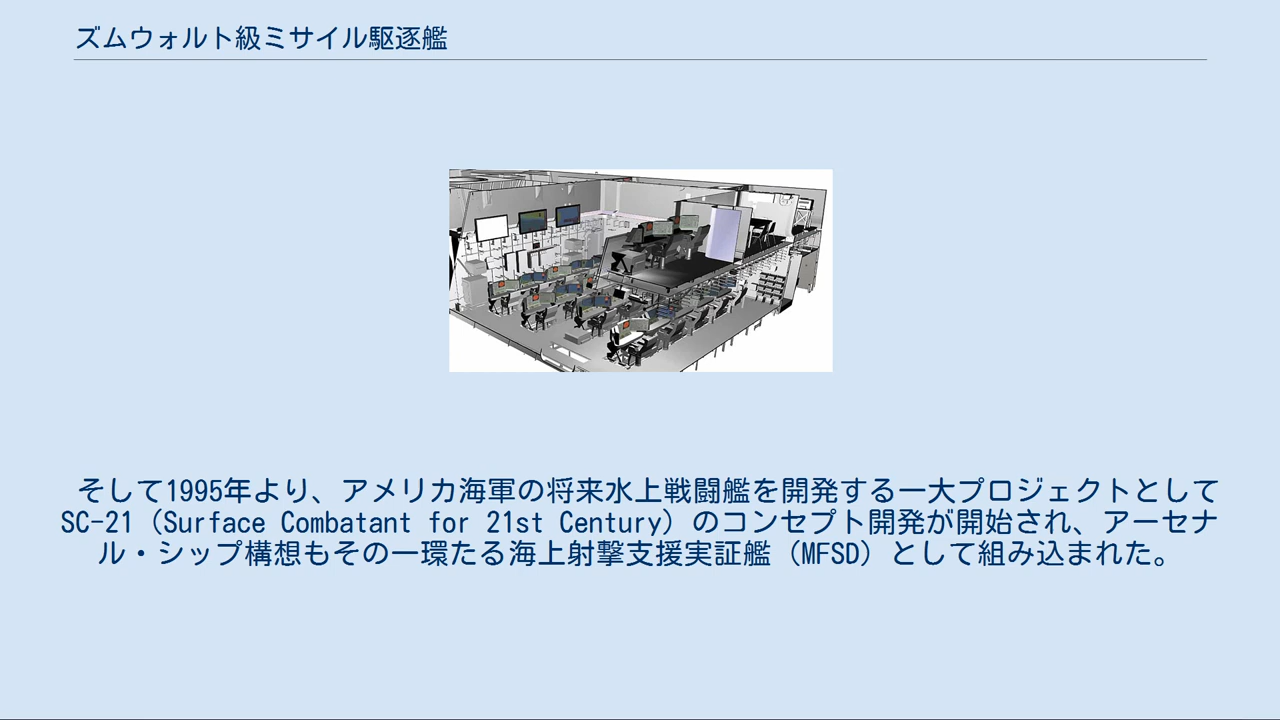 ズムウォルト級ミサイル駆逐艦
そして1995年より、アメリカ海軍の将来水上戦闘艦を開発する一大プロジェクトとして
SC-21（Surface Combatant for 21st Century）のコンセプト開発が開始され、アーセナ
ル・シップ構想もその一環たる海上射撃支援実証艦（MFSD）として組み込まれた。